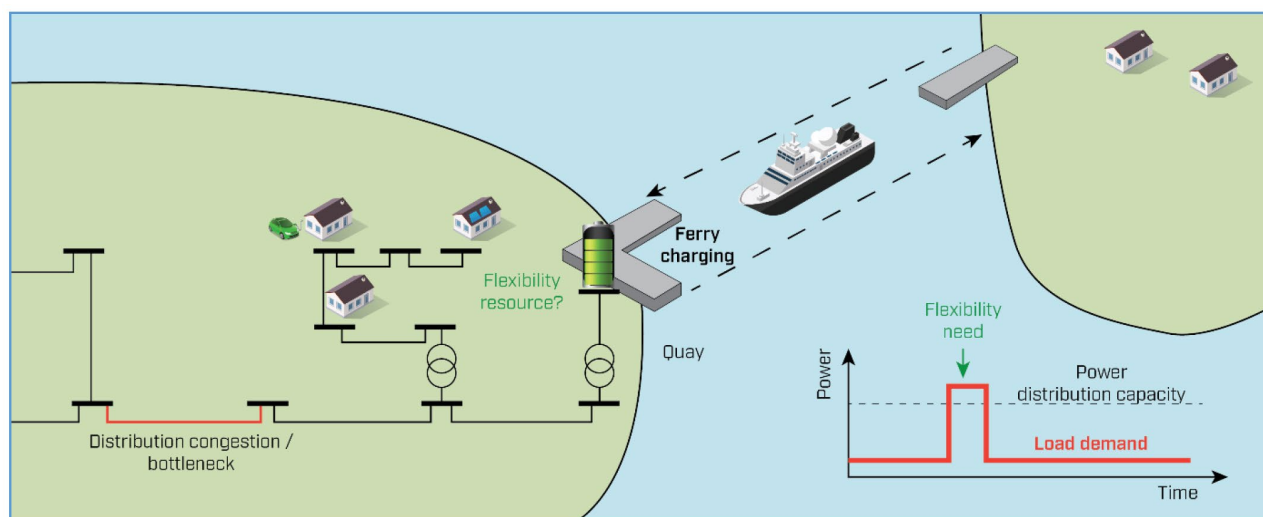 Ferry
charging
Flexibility
resource?
Quay
Distribution congestion /
bottleneck
Flexibility
need
Power
Power
distribution capacity
Load demand
Time